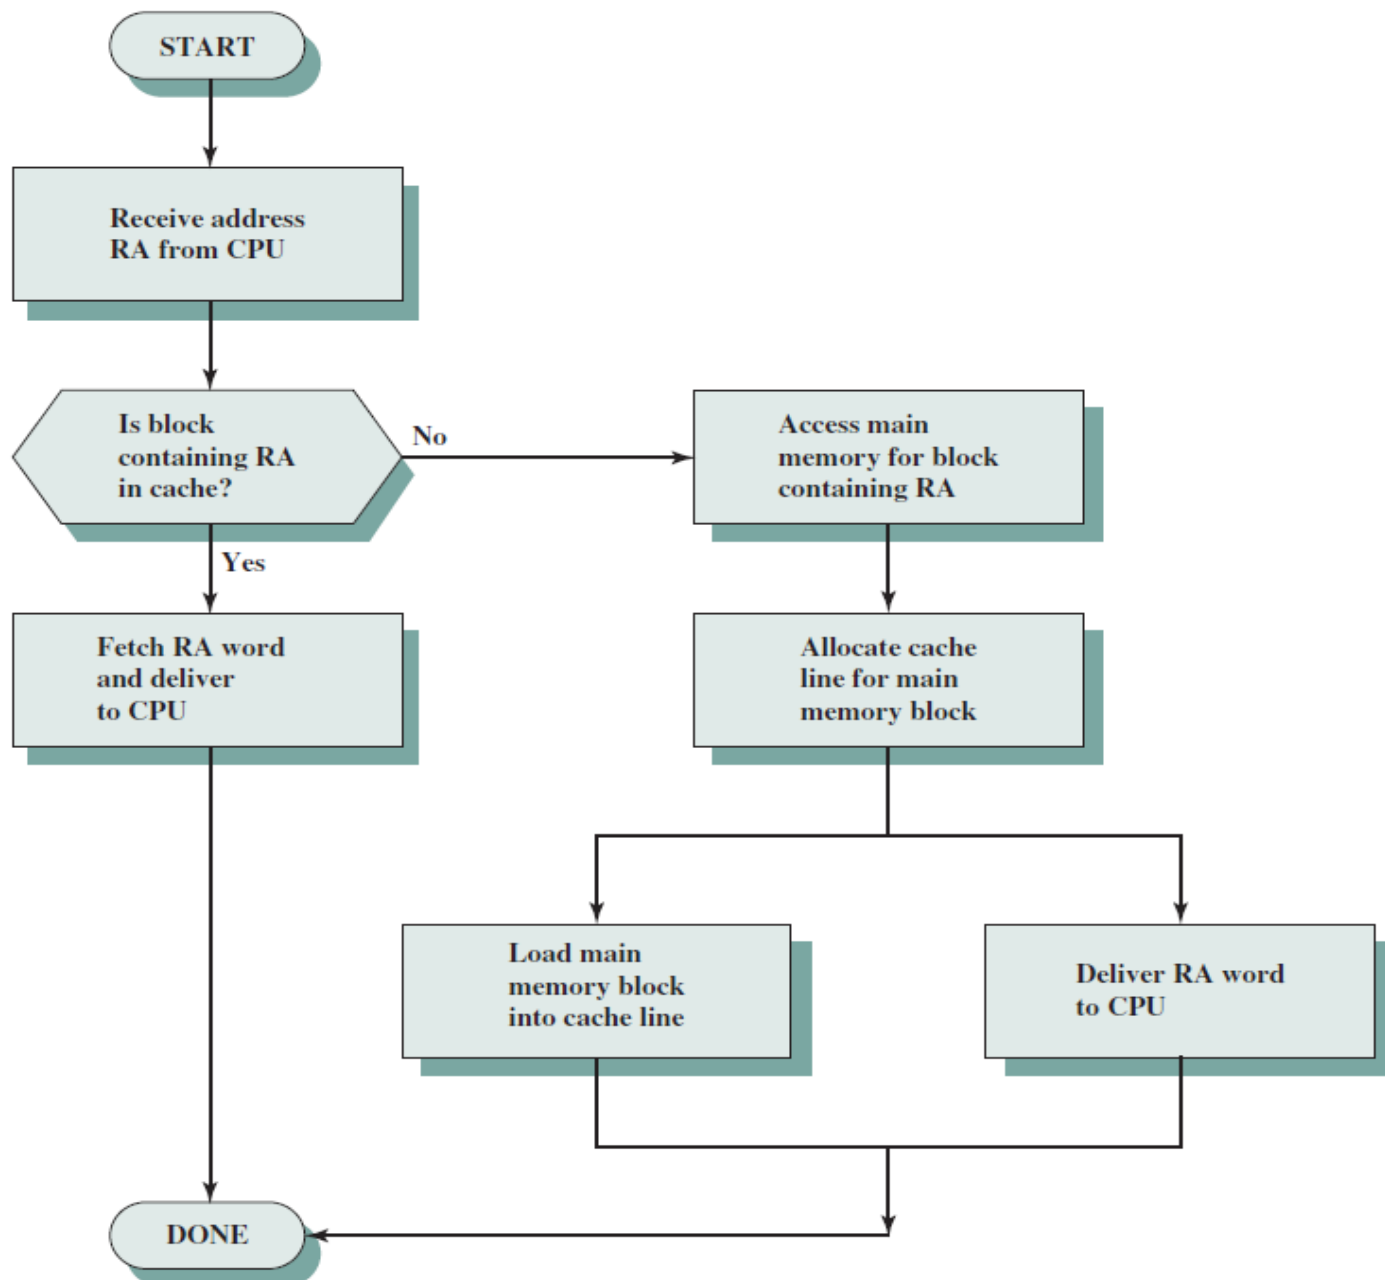 START
Receive address
RA from CPU
Is block
containing RA
in cache?
No
Access main
memory for block
containing RA
Yes
Fetch RA word
and deliver
to CPU
Allocate cache
line for main
memory block
Load main
memory block
into cache line
Deliver RA word
to CPU
DONE